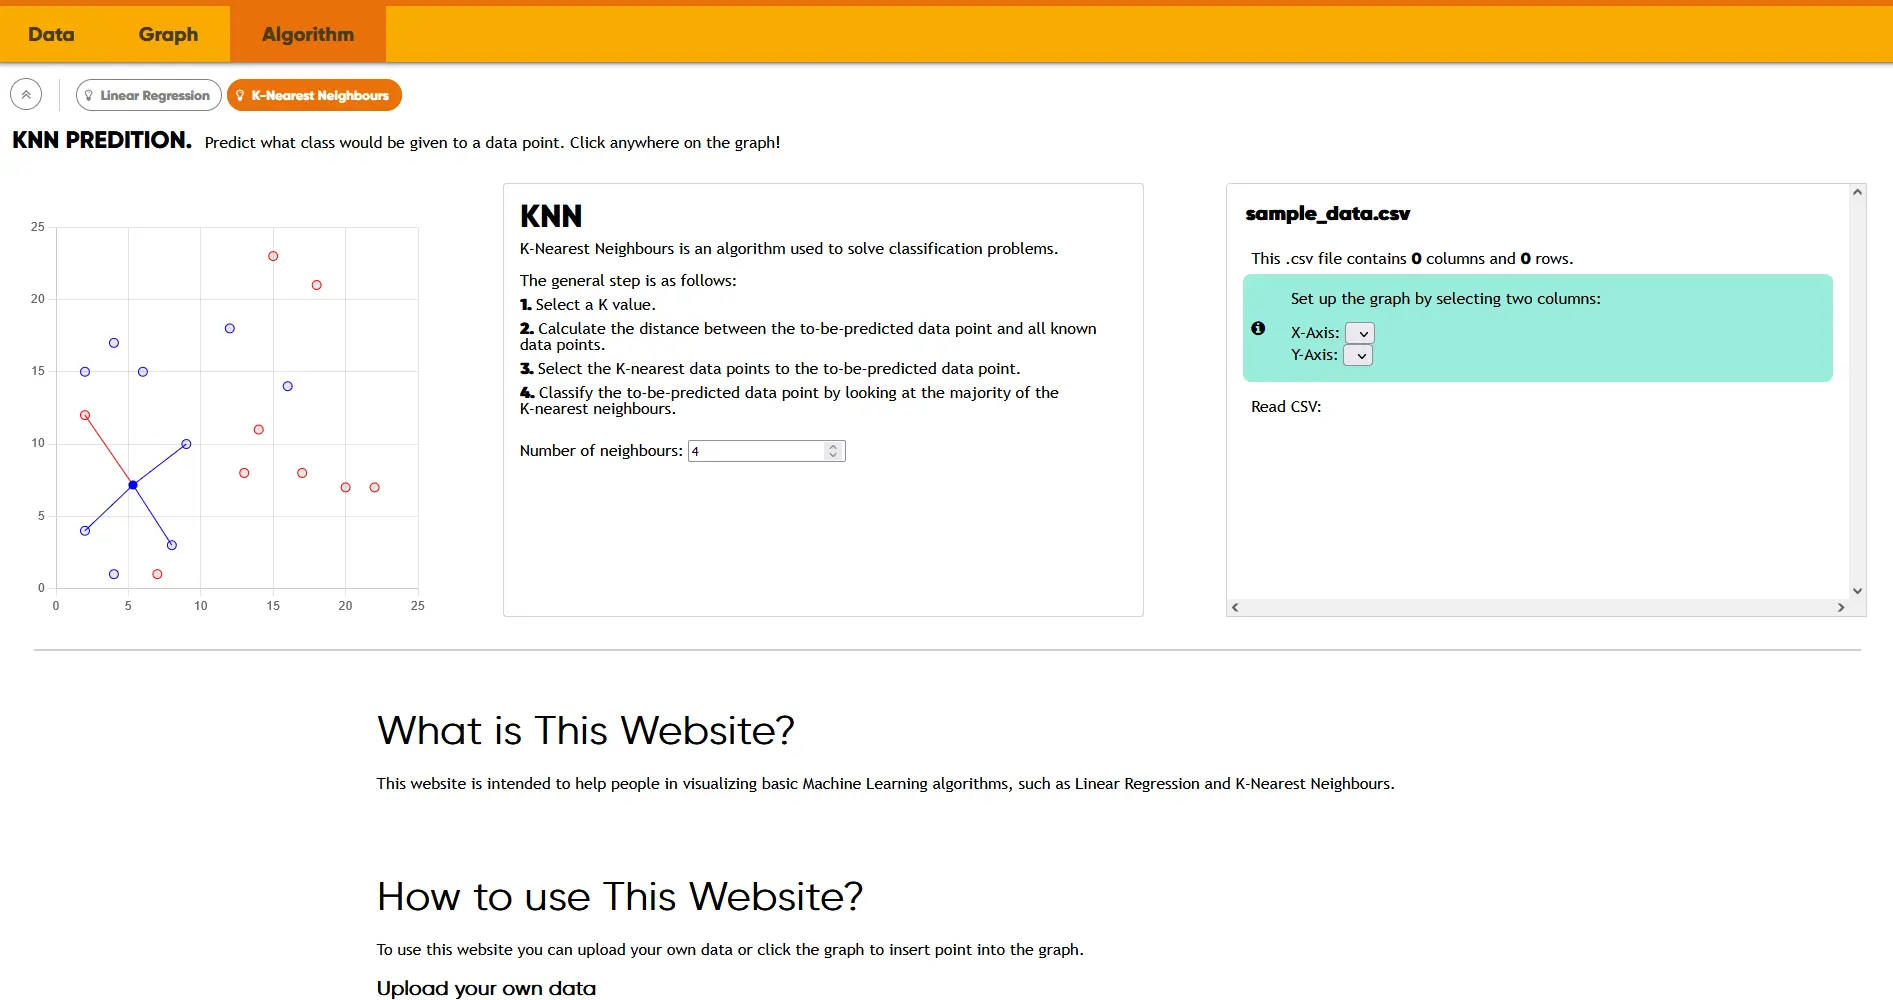 Data Graph Algorithm
Linear Regression K-Nearest Neighbours
KNN PREDITION. Predict what class would be given to a data point. Click anywhere on the graph!
25
20
15
10
5
0
0 5 10 15 20 25
KNN
K-Nearest Neighbours is an algorithm used to solve classification problems.
The general step is as follows:
1. Select a K value.
2. Calculate the distance between the to-be-predicted data point and all known
data points.
3. Select the K-nearest data points to the to-be-predicted data point.
4. Classify the to-be-predicted data point by looking at the majority of the
K-nearest neighbours.
Number of neighbours: 4
sample_data.csv
This .csv file contains 0 columns and 0 rows.
Set up the graph by selecting two columns:
X-Axis:
Y-Axis:
Read CSV:
What is This Website?
This website is intended to help people in visualizing basic Machine Learning algorithms, such as Linear Regression and K-Nearest Neighbours.
How to use This Website?
To use this website you can upload your own data or click the graph to insert point into the graph.
Upload your own data